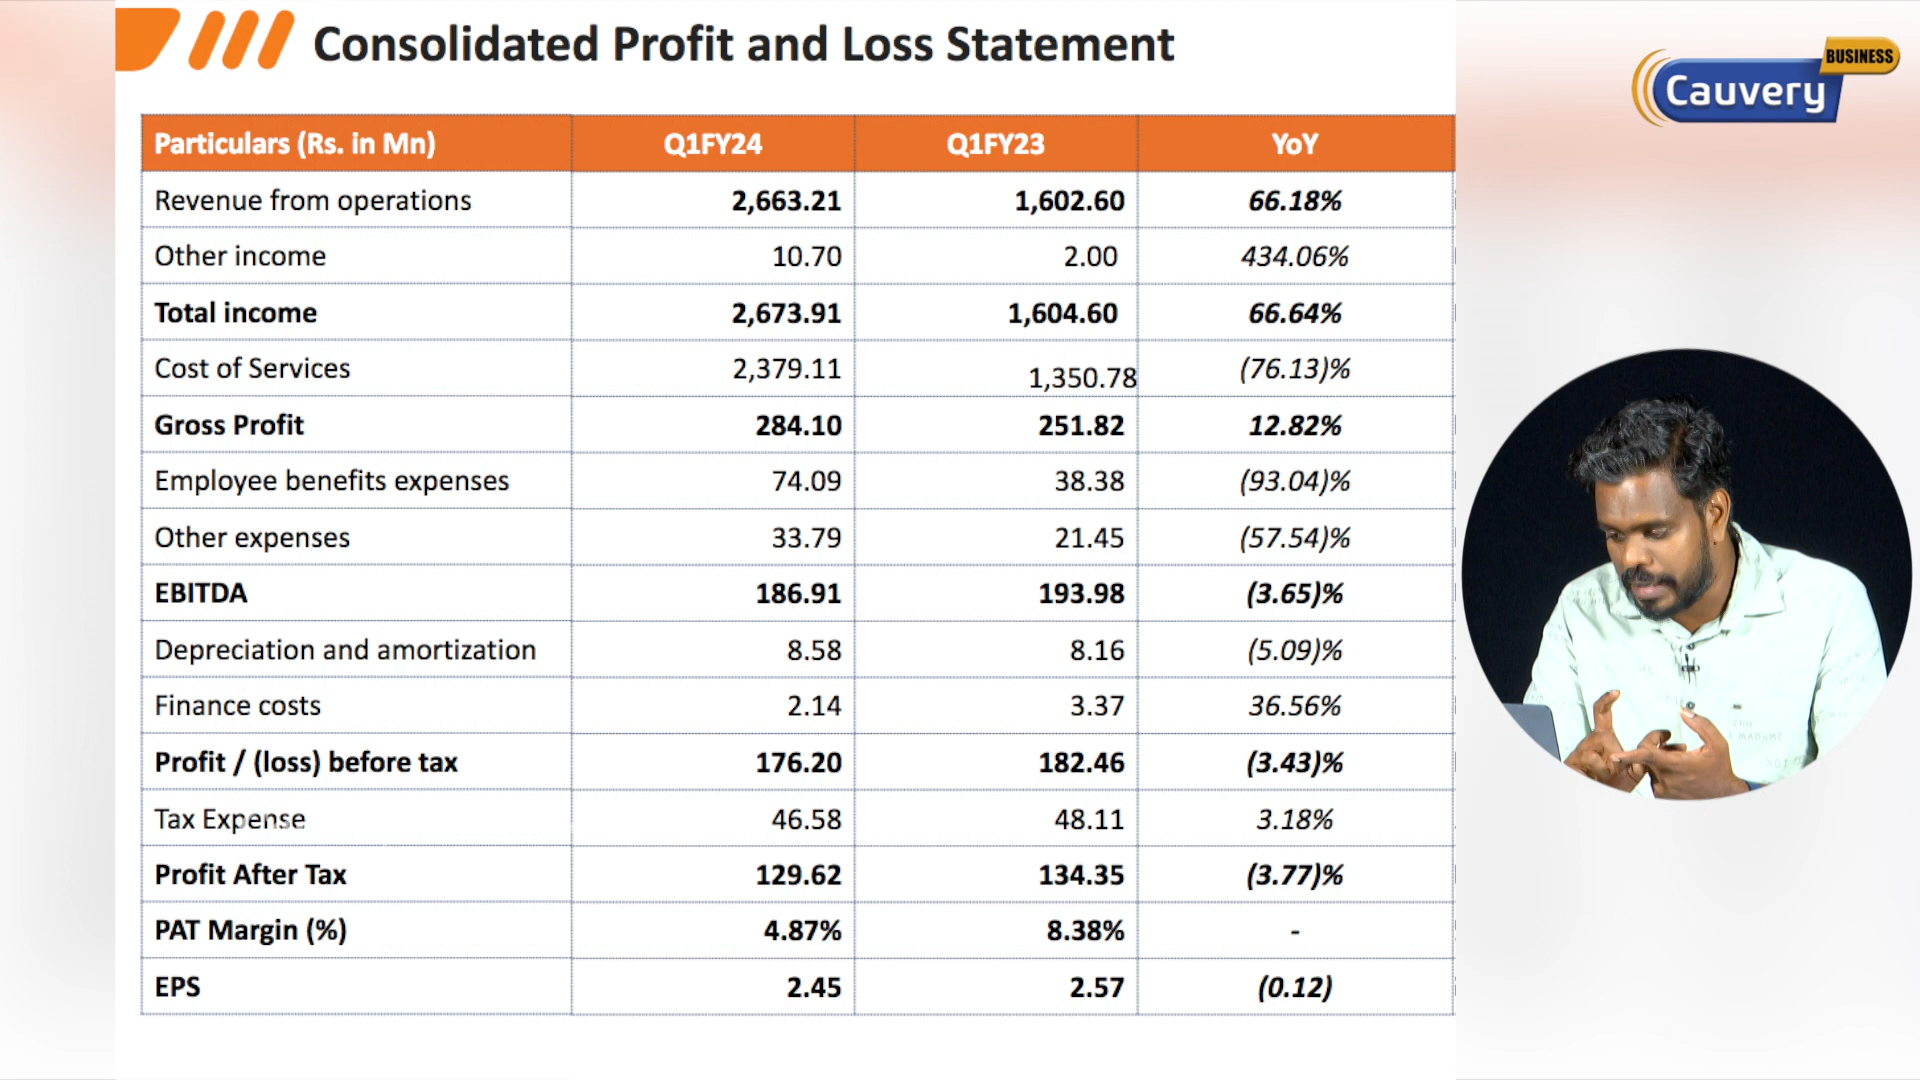 Consolidated Profit and Loss Statement
BUSINESS
Cauvery
Particulars (Rs. in Mn) Q1FY24 Q1FY23 YoY
Revenue from operations 2,663.21 1,602.60 66.18%
Other income 10.70 2.00 434.06%
Total income 2,673.91 1,604.60 66.64%
Cost of Services 2,379.11 1,350.78 (76.13)%
Gross Profit 284.10 251.82 12.82%
Employee benefits expenses 74.09 38.38 (93.04)%
Other expenses 33.79 21.45 (57.54)%
EBITDA 186.91 193.98 (3.65)%
Depreciation and amortization 8.58 8.16 (5.09)%
Finance costs 2.14 3.37 36.56%
Profit / (loss) before tax 176.20 182.46 (3.43)%
Tax Expense 46.58 48.11 3.18%
Profit After Tax 129.62 134.35 (3.77)%
PAT Margin (%) 4.87% 8.38% -
EPS 2.45 2.57 (0.12)